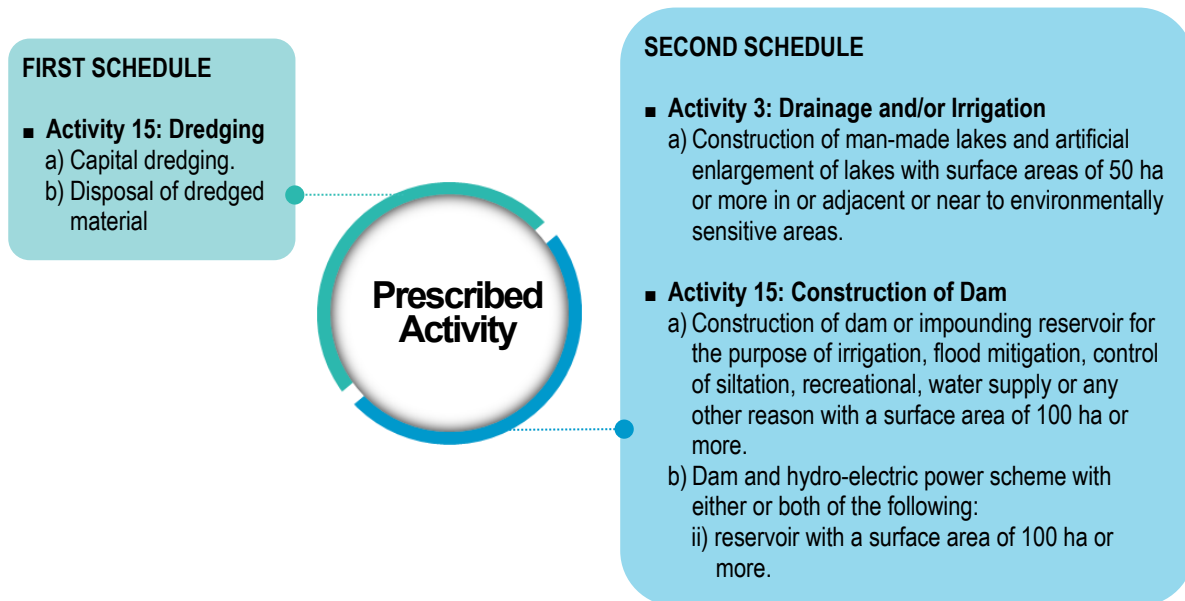 FIRST SCHEDULE
▪ Activity 15: Dredging
a) Capital dredging.
b) Disposal of dredged
material
Prescribed
Activity
SECOND SCHEDULE
▪ Activity 3: Drainage and/or Irrigation
a) Construction of man-made lakes and artificial
enlargement of lakes with surface areas of 50 ha
or more in or adjacent or near to environmentally
sensitive areas.
▪ Activity 15: Construction of Dam
a) Construction of dam or impounding reservoir for
the purpose of irrigation, flood mitigation, control
of siltation, recreational, water supply or any
other reason with a surface area of 100 ha or
more.
b) Dam and hydro-electric power scheme with
either or both of the following:
ii) reservoir with a surface area of 100 ha or
more.